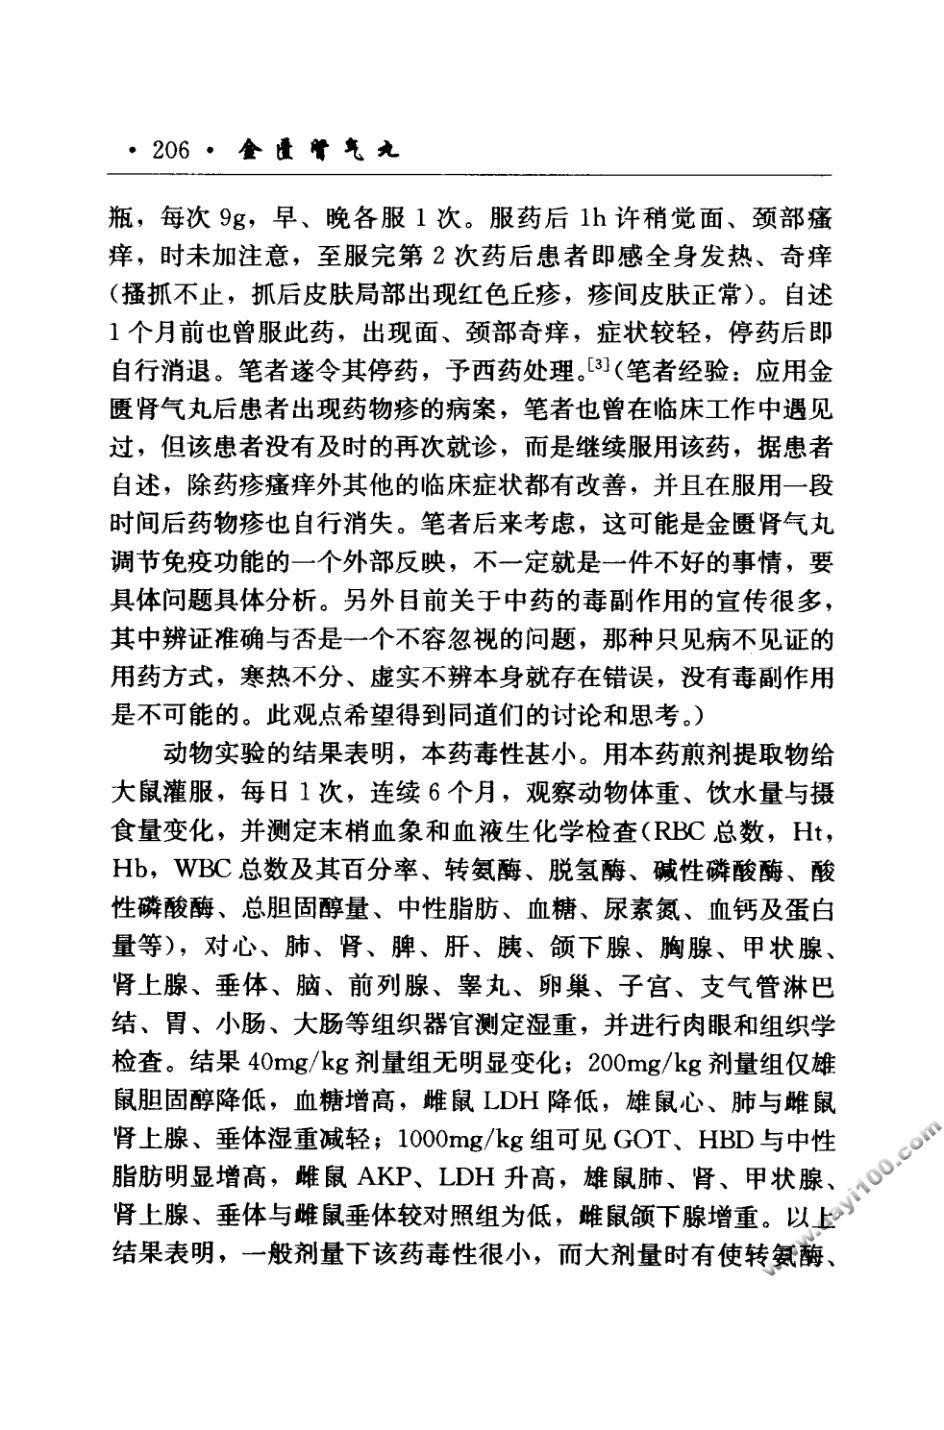 · 206 · 金匮肾气丸
瓶，每次 9g，早、晚各服 1 次。服药后 1h 许稍觉面、颈部瘙
痒，时未加注意，至服完第 2 次药后患者即感全身发热、奇痒
（搔抓不止，抓后皮肤局部出现红色丘疹，疹间皮肤正常）。自述
1 个月前也曾服此药，出现面、颈部奇痒，症状较轻，停药后即
自行消退。笔者遂令其停药，予西药处理。[3]（笔者经验：应用金
匮肾气丸后患者出现药物疹的病案，笔者也曾在临床工作中遇见
过，但该患者没有及时的再次就诊，而是继续服用该药，据患者
自述，除药疹瘙痒外其他的临床症状都有改善，并且在服用一段
时间后药物疹也自行消失。笔者后来考虑，这可能是金匮肾气丸
调节免疫功能的一个外部反映，不一定就是一件不好的事情，要
具体问题具体分析。另外目前关于中药的毒副作用的宣传很多，
其中辨证准确与否是一个不容忽视的问题，那种只见病不见证的
用药方式，寒热不分、虚实不辨本身就存在错误，没有毒副作用
是不可能的。此观点希望得到同道们的讨论和思考。）
动物实验的结果表明，本药毒性甚小。用本药煎剂提取物给
大鼠灌服，每日 1 次，连续 6 个月，观察动物体重、饮水量与摄
食量变化，并测定末梢血象和血液生化学检查（RBC 总数，Ht，
Hb，WBC 总数及其百分率、转氨酶、脱氢酶、碱性磷酸酶、酸
性磷酸酶、总胆固醇量、中性脂肪、血糖、尿素氮、血钙及蛋白
量等），对心、肺、肾、脾、肝、胰、颌下腺、胸腺、甲状腺、
肾上腺、垂体、脑、前列腺、睾丸、卵巢、子宫、支气管淋巴
结、胃、小肠、大肠等组织器官测定湿重，并进行肉眼和组织学
检查。结果 40mg/kg 剂量组无明显变化；200mg/kg 剂量组仅雄
鼠胆固醇降低，血糖增高，雌鼠 LDH 降低，雄鼠心、肺与雌鼠
肾上腺、垂体湿重减轻；1000mg/kg 组可见 GOT、HBD 与中性
脂肪明显增高，雌鼠 AKP、LDH 升高，雄鼠肺、肾、甲状腺、
肾上腺、垂体与雌鼠垂体较对照组为低，雌鼠颌下腺增重。以上
结果表明，一般剂量下该药毒性很小，而大剂量时有使转氨酶、